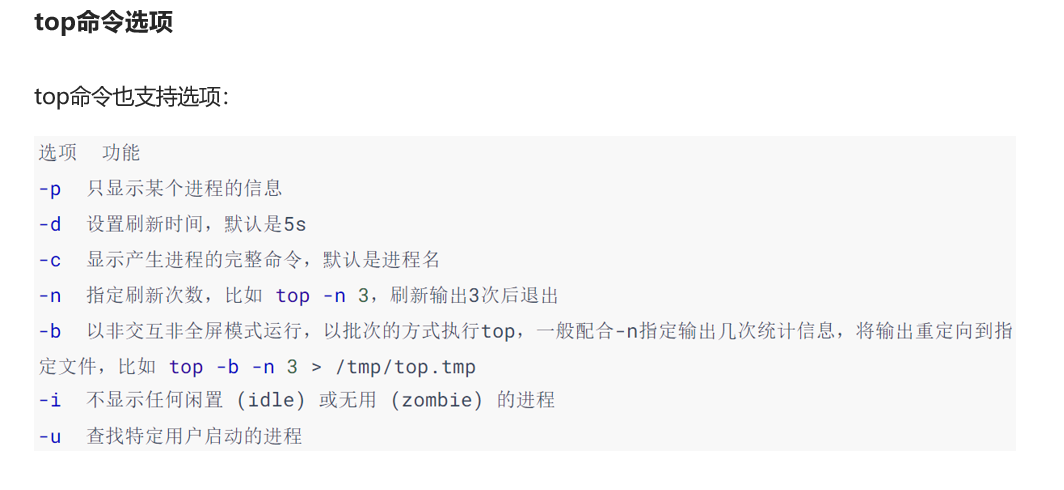 top命令选项
top命令也支持选项：
选项  功能
-p  只显示某个进程的信息
-d  设置刷新时间，默认是5s
-c  显示产生进程的完整命令，默认是进程名
-n  指定刷新次数，比如 top -n 3，刷新输出3次后退出
-b  以非交互非全屏模式运行，以批次的方式执行top，一般配合-n指定输出几次统计信息，将输出重定向到指
定文件，比如 top -b -n 3 > /tmp/top.tmp
-i  不显示任何闲置 (idle) 或无用 (zombie) 的进程
-u  查找特定用户启动的进程